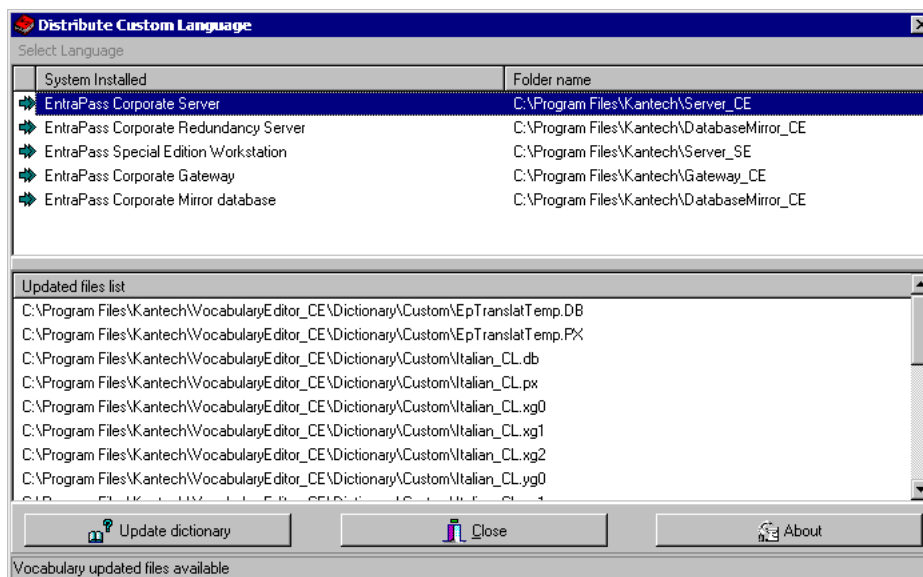 Distribute Custom Language
Select Language
System Installed Folder name
EntraPass Corporate Server C:\Program Files\Kantech\Server_CE
EntraPass Corporate Redundancy Server C:\Program Files\Kantech\DatabaseMirror_CE
EntraPass Special Edition Workstation C:\Program Files\Kantech\Server_SE
EntraPass Corporate Gateway C:\Program Files\Kantech\Gateway_CE
EntraPass Corporate Mirror database C:\Program Files\Kantech\DatabaseMirror_CE
Updated files list
C:\Program Files\Kantech\VocabularyEditor_CE\Dictionary\Custom\EpTranslatTemp.DB
C:\Program Files\Kantech\VocabularyEditor_CE\Dictionary\Custom\EpTranslatTemp.PX
C:\Program Files\Kantech\VocabularyEditor_CE\Dictionary\Custom\Italian_CL.db
C:\Program Files\Kantech\VocabularyEditor_CE\Dictionary\Custom\Italian_CL.px
C:\Program Files\Kantech\VocabularyEditor_CE\Dictionary\Custom\Italian_CL.xg0
C:\Program Files\Kantech\VocabularyEditor_CE\Dictionary\Custom\Italian_CL.xg1
C:\Program Files\Kantech\VocabularyEditor_CE\Dictionary\Custom\Italian_CL.xg2
C:\Program Files\Kantech\VocabularyEditor_CE\Dictionary\Custom\Italian_CL.yg0
Update dictionary Close About
Vocabulary updated files available